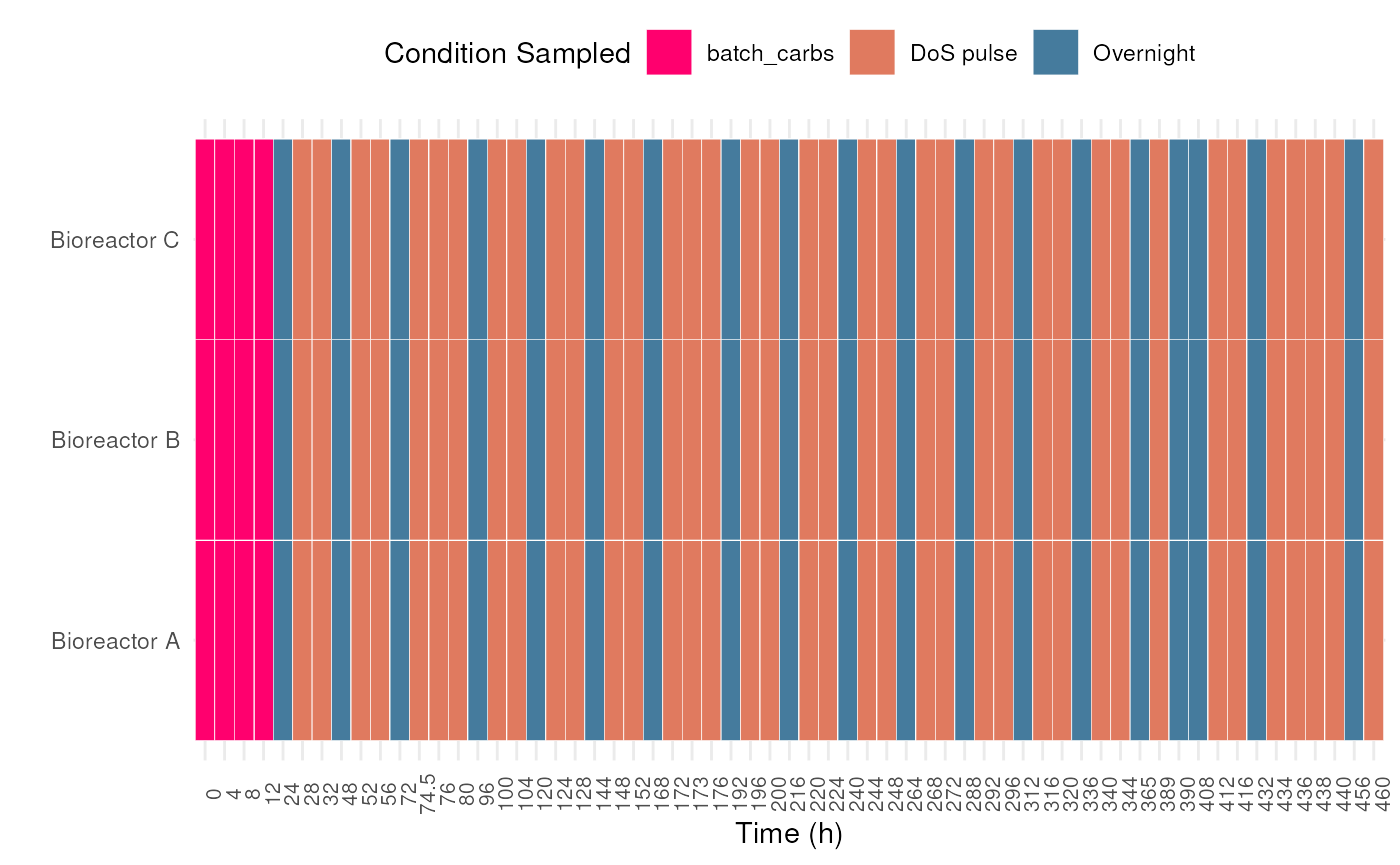 Condition Sampled batch_carbs DoS pulse Overnight
Bioreactor C
Bioreactor B
Bioreactor A
0 4 8 12 24 28 32 48 52 56 72 74.5 76 80 96 100 104 120 124 128 144 148 152 168 172 173 176 192 196 200 216 220 224 240 244 248 264 268 272 288 292 296 312 316 320 336 340 344 365 389 390 408 412 416 432 434 436 438 440 456 460
Time (h)